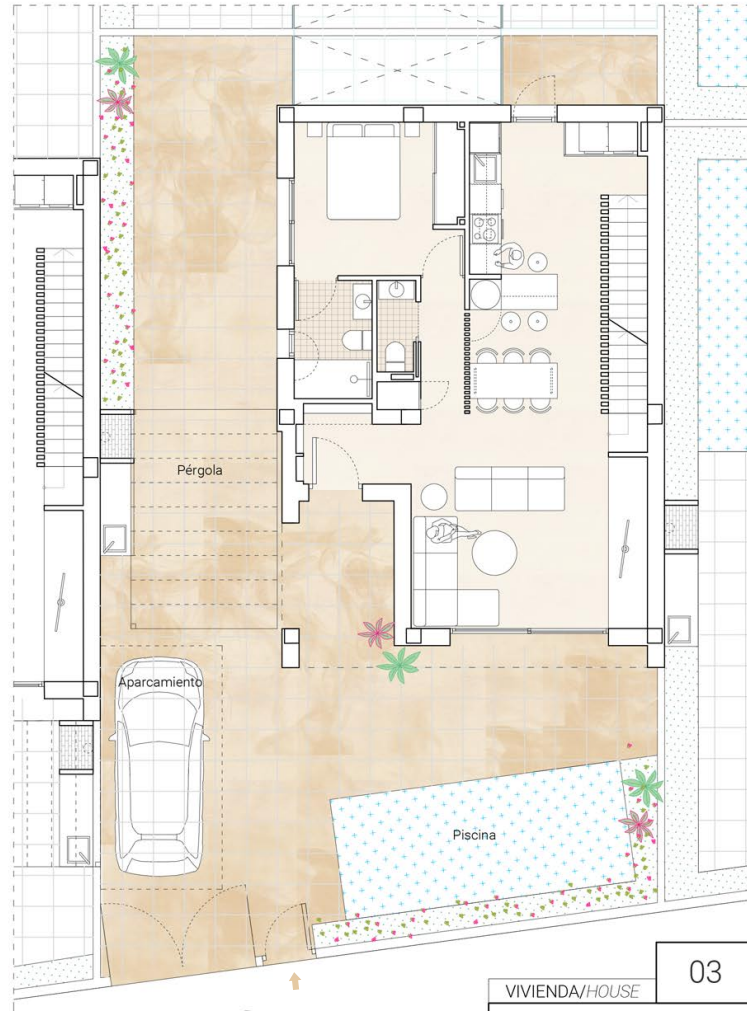 Pérgola
Aparcamiento
Piscina
VIVIENDA/HOUSE
03